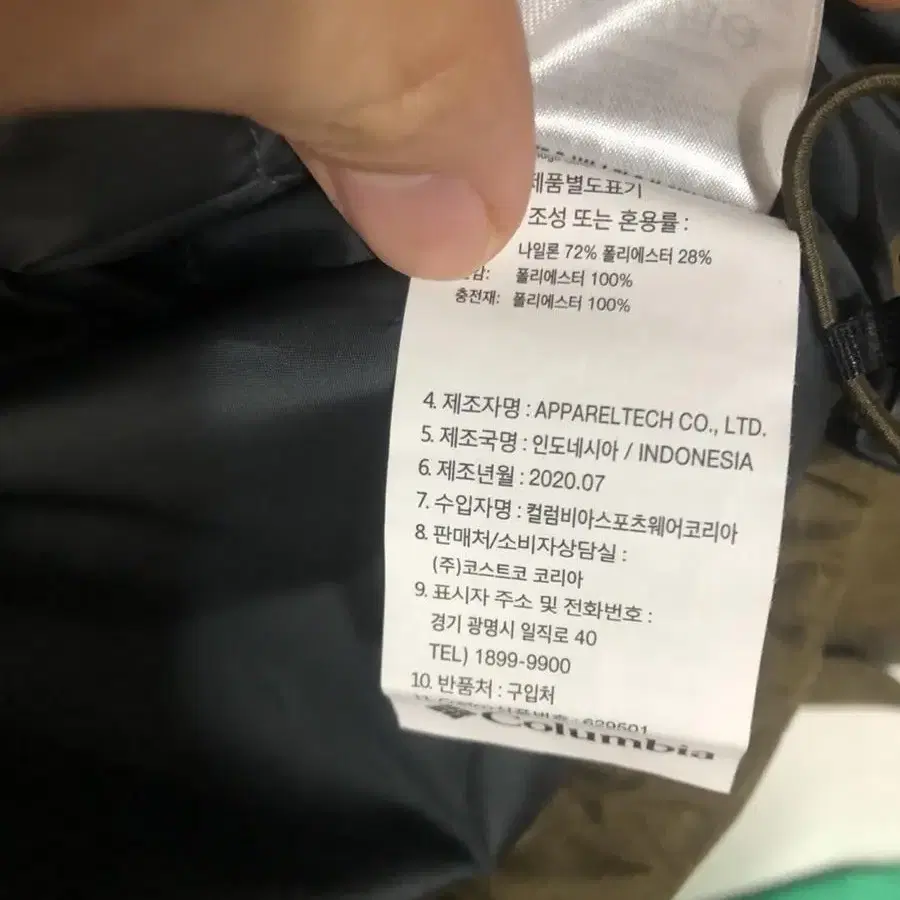 제품별도표기
조성 또는 혼용률 :
나일론 72% 폴리에스터 28%
폴리에스터 100%
충전재: 폴리에스터 100%
4. 제조자명 : APPARELTECH CO., LTD.
5. 제조국명 : 인도네시아 / INDONESIA
6. 제조년월 : 2020.07
7. 수입자명 : 컬럼비아스포츠웨어코리아
8. 판매처/소비자상담실 :
(주)코스트코 코리아
9. 표시자 주소 및 전화번호 :
경기 광명시 일직로 40
TEL) 1899-9900
10. 반품처 : 구입처
Columbia